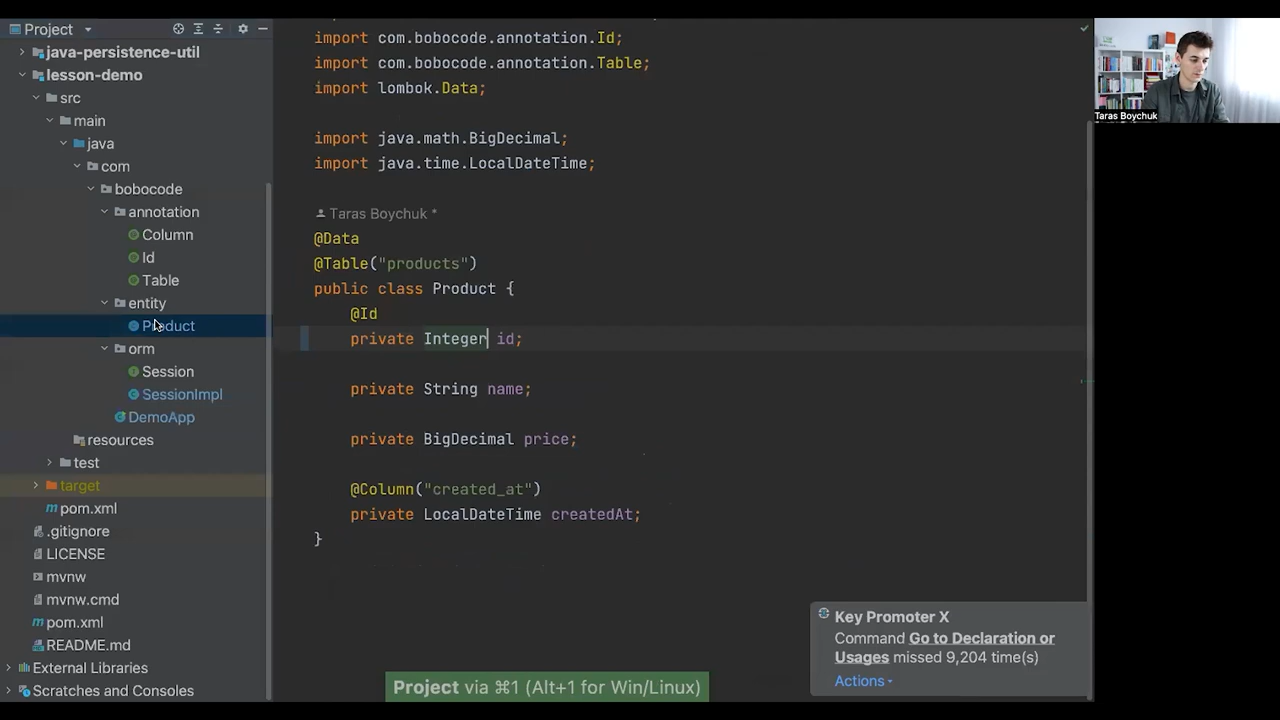 Project
java-persistence-util
lesson-demo
src
main
java
com
bobocode
annotation
Column
Id
Table
entity
Product
orm
Session
SessionImpl
DemoApp
resources
test
target
pom.xml
.gitignore
LICENSE
mvnw
mvnw.cmd
pom.xml
README.md
External Libraries
Scratches and Consoles
import com.bobocode.annotation.Id;
import com.bobocode.annotation.Table;
import lombok.Data;
import java.math.BigDecimal;
import java.time.LocalDateTime;
Taras Boychuk *
@Data
@Table("products")
public class Product {
@Id
private Integer id;
private String name;
private BigDecimal price;
@Column("created_at")
private LocalDateTime createdAt;
}
Taras Boychuk
Key Promoter X
Command Go to Declaration or
Usages missed 9,204 time(s)
Actions
Project via ⌘1 (Alt+1 for Win/Linux)